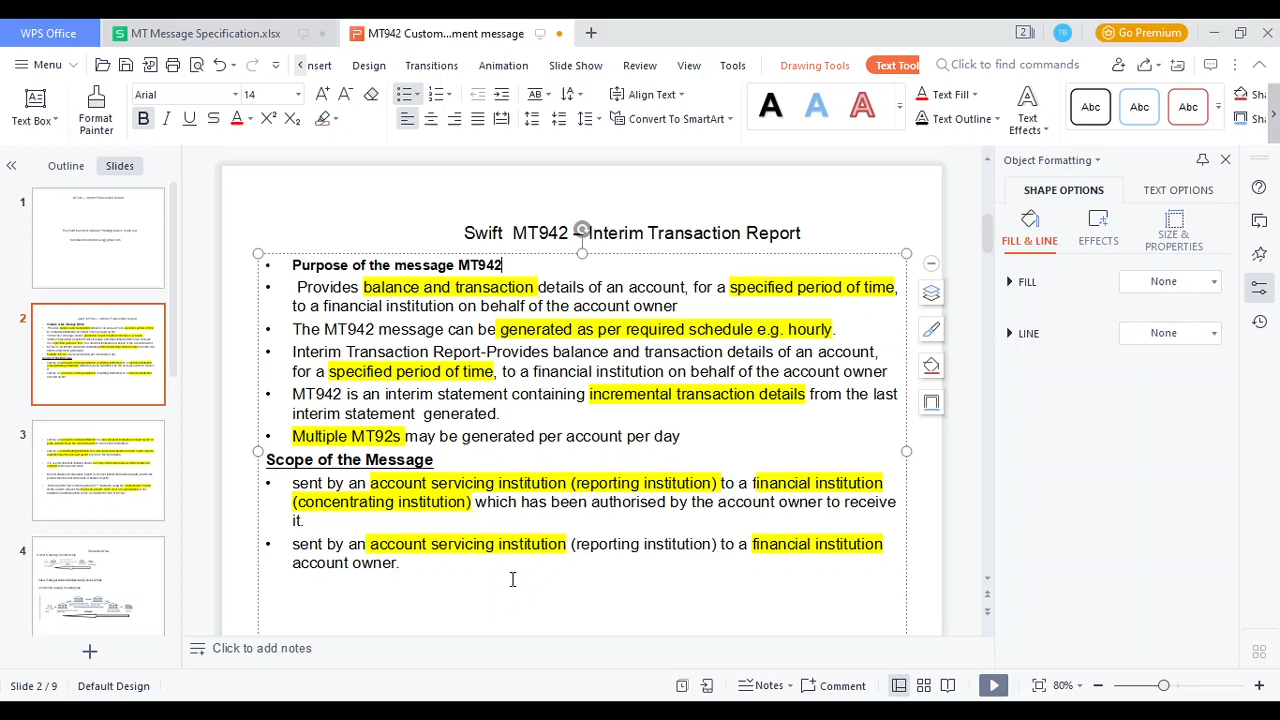 WPS Office
MT Message Specification.xlsx
MT942 Custom...ment message
2
TB
Go Premium
Menu
nsert
Design
Transitions
Animation
Slide Show
Review
View
Tools
Drawing Tools
Text Tool
Click to find commands
Text Box
Format
Painter
Arial
14
Align Text
Convert To SmartArt
A A A
Text Fill
Text Outline
Text
Effects
Abc Abc Abc
Sha
Sha
Outline
Slides
1
2
3
4
Swift MT942 – Interim Transaction Report
• Purpose of the message MT942
• Provides balance and transaction details of an account, for a specified period of time,
to a financial institution on behalf of the account owner
• The MT942 message can be generated as per required schedule e.g. hourly.
• Interim Transaction Report Provides balance and transaction details of an account,
for a specified period of time, to a financial institution on behalf of the account owner
• MT942 is an interim statement containing incremental transaction details from the last
interim statement generated.
• Multiple MT92s may be generated per account per day
Scope of the Message
• sent by an account servicing institution (reporting institution) to a financial institution
(concentrating institution) which has been authorised by the account owner to receive
it.
• sent by an account servicing institution (reporting institution) to a financial institution
account owner.
Object Formatting
SHAPE OPTIONS
TEXT OPTIONS
FILL & LINE
EFFECTS
SIZE &
PROPERTIES
FILL
None
LINE
None
Click to add notes
Slide 2 / 9
Default Design
Notes
Comment
80%